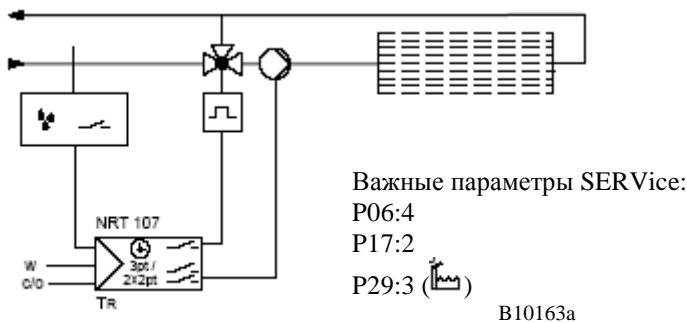 NRT 107
3pt /
2x2pt
W
C/O
TR
Важные параметры SERVice:
P06:4
P17:2
P29:3 ( )
B10163a